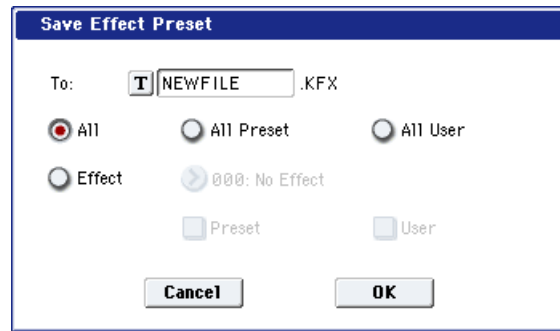 Save Effect Preset
To: T NEWFILE .KFX
All All Preset All User
Effect 000: No Effect
Preset User
Cancel OK